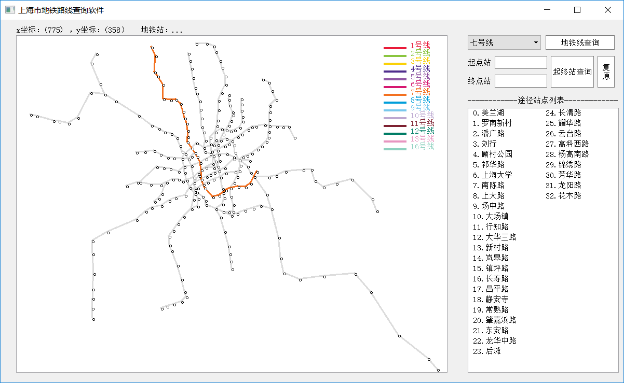 上海市地铁路线查询软件
x坐标:(775) ,y坐标:(358) 地铁站:...
1号线
4号线
5号线
6号线
7号线
8号线
9号线
10号线
11号线
12号线
13号线
16号线
七号线
地铁线查询
起点站
终点站
起终站查询
复原
途径站点列表
0.美兰湖
1.罗南新村
2.潘广路
3.刘行
4.顾村公园
5.祁华路
6.上海大学
7.南陈路
8.上大路
9.场中路
10.大场镇
11.行知路
12.大华三路
13.新村路
14.岚皋路
15.镇坪路
16.长寿路
17.昌平路
18.静安寺
19.常熟路
20.肇嘉浜路
21.东安路
22.龙华中路
23.后滩
24.长清路
25.耀华路
26.云台路
27.高科西路
28.杨高南路
29.锦绣路
30.芳华路
31.龙阳路
32.花木路